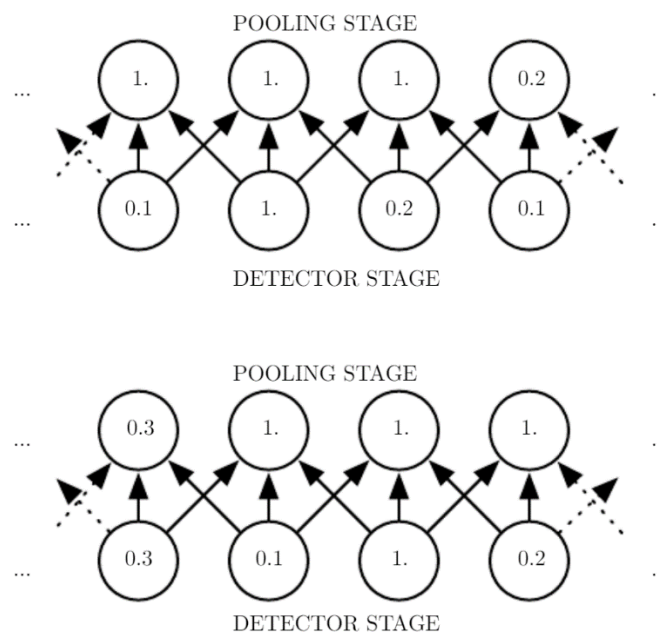 POOLING STAGE
... 1. 1. 1. 0.2 .
... 0.1 1. 0.2 0.1 .
DETECTOR STAGE
POOLING STAGE
... 0.3 1. 1. 1. .
... 0.3 0.1 1. 0.2 .
DETECTOR STAGE